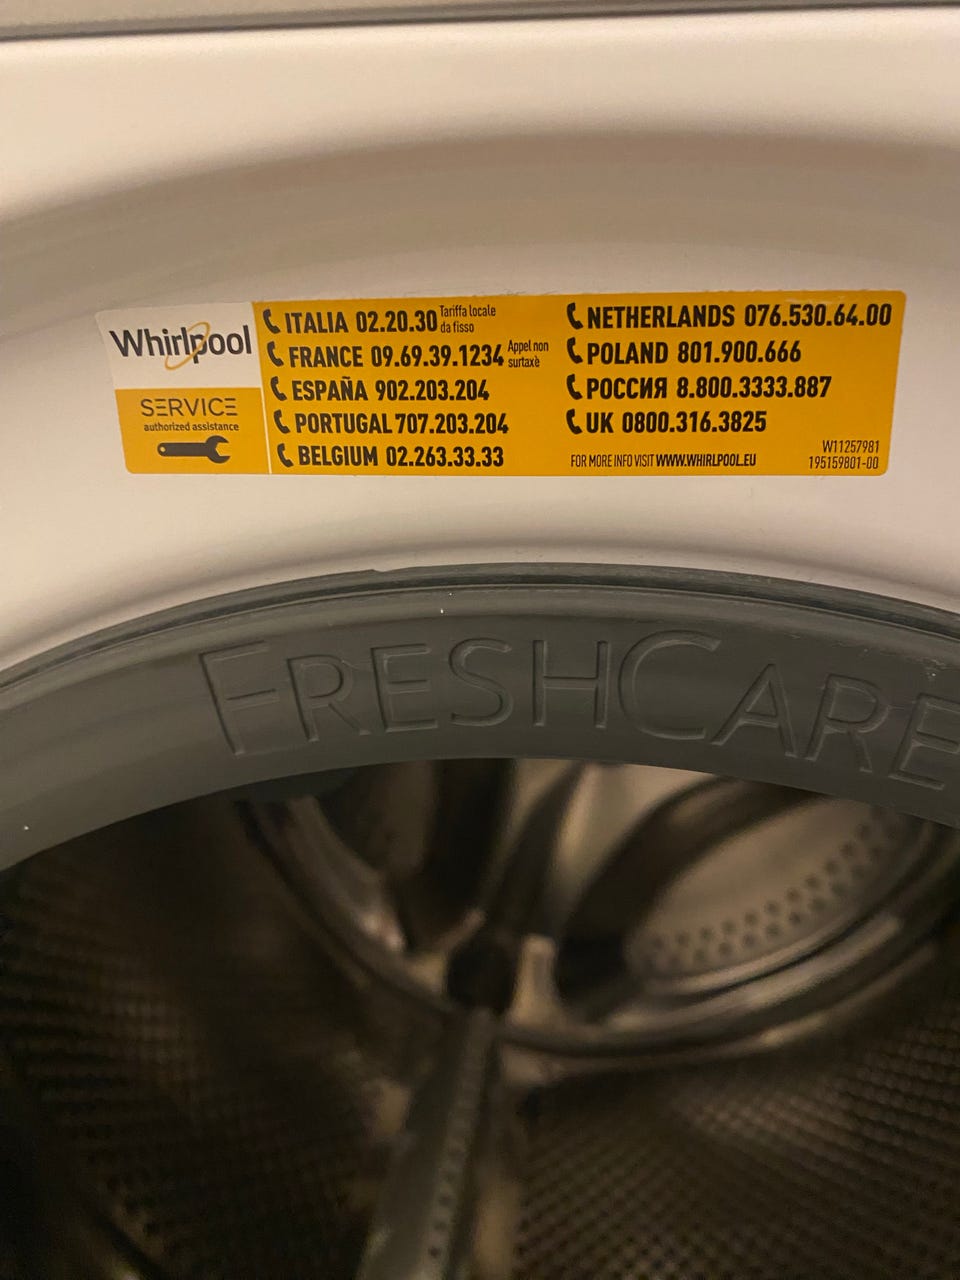 Whirlpool
SERVICE
authorized assistance
ITALIA 02.20.30 Tariffa locale da fisso
FRANCE 09.69.39.1234 Appel non surtaxè
ESPAÑA 902.203.204
PORTUGAL 707.203.204
BELGIUM 02.263.33.33
NETHERLANDS 076.530.64.00
POLAND 801.900.666
РОССИЯ 8.800.3333.887
UK 0800.316.3825
FOR MORE INFO VISIT WWW.WHIRLPOOL.EU
W11257981
195159801-00
FRESHCARE